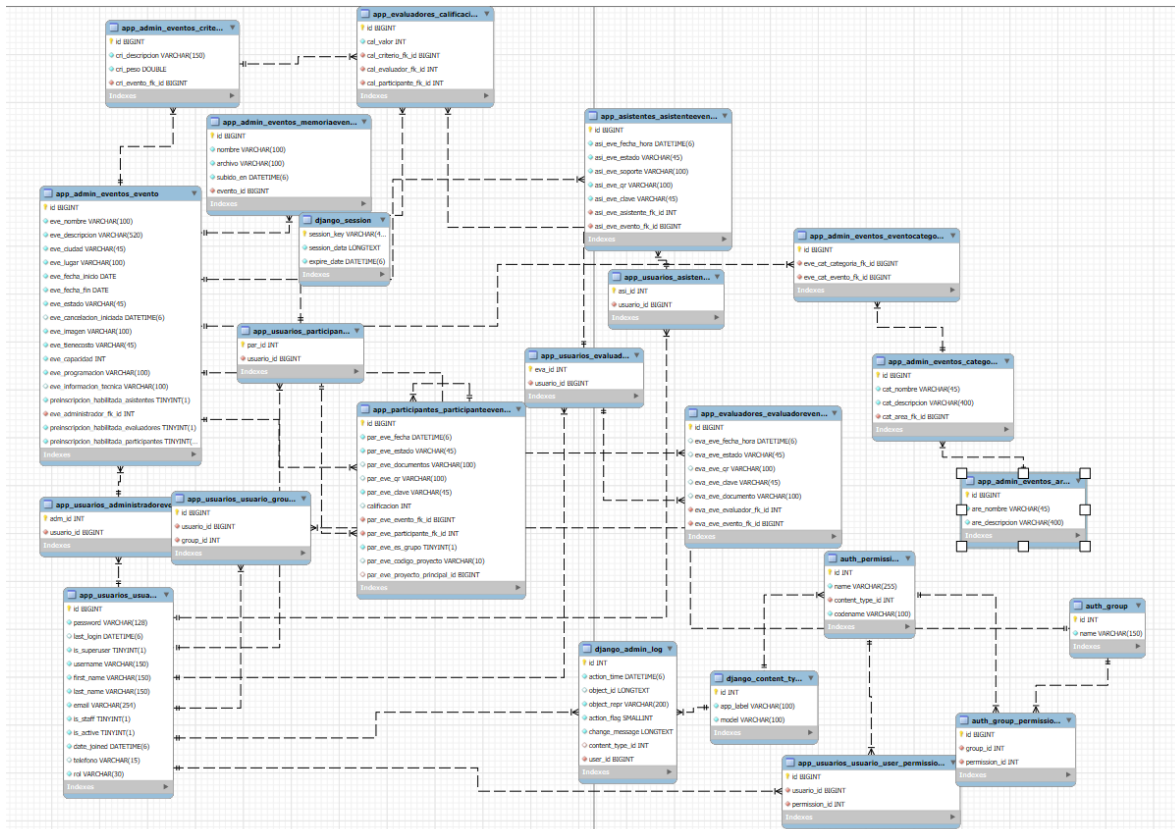 app_admin_eventos_crite...
id BIGINT
cri_descripcion VARCHAR(150)
cri_peso DOUBLE
cri_evento_fk_id BIGINT
Indexes
app_evaluadores_calificaci...
id BIGINT
cal_valor INT
cal_criterio_fk_id BIGINT
cal_evaluador_fk_id INT
cal_participante_fk_id INT
Indexes
app_admin_eventos_memoriaeven...
id BIGINT
nombre VARCHAR(100)
archivo VARCHAR(100)
subido_en DATETIME(6)
evento_id BIGINT
Indexes
app_asistentes_asistenteeven...
id BIGINT
asi_eve_fecha_hora DATETIME(6)
asi_eve_estado VARCHAR(45)
asi_eve_soporte VARCHAR(100)
asi_eve_qr VARCHAR(100)
asi_eve_clave VARCHAR(45)
asi_eve_asistente_fk_id INT
asi_eve_evento_fk_id BIGINT
Indexes
app_admin_eventos_evento
id BIGINT
eve_nombre VARCHAR(100)
eve_descripcion VARCHAR(520)
eve_ciudad VARCHAR(45)
eve_lugar VARCHAR(100)
eve_fecha_inicio DATE
eve_fecha_fin DATE
eve_estado VARCHAR(45)
eve_cancelacion_iniciada DATETIME(6)
eve_imagen VARCHAR(100)
eve_tienecosto VARCHAR(45)
eve_capacidad INT
eve_programacion VARCHAR(100)
eve_informacion_tecnica VARCHAR(100)
preinscripcion_habilitada_asistentes TINYINT(1)
eve_administrador_fk_id INT
preinscripcion_habilitada_evaluadores TINYINT(1)
preinscripcion_habilitada_participantes TINYINT(...
Indexes
django_session
session_key VARCHAR(4...
session_data LONGTEXT
expire_date DATETIME(6)
Indexes
app_admin_eventos_eventocatego...
id BIGINT
eve_cat_categoria_fk_id BIGINT
eve_cat_evento_fk_id BIGINT
Indexes
app_usuarios_asisten...
asi_id INT
usuario_id BIGINT
Indexes
app_usuarios_participan...
par_id INT
usuario_id BIGINT
Indexes
app_usuarios_evaluad...
eva_id INT
usuario_id BIGINT
Indexes
app_admin_eventos_catego...
id BIGINT
cat_nombre VARCHAR(45)
cat_descripcion VARCHAR(400)
cat_area_fk_id BIGINT
Indexes
app_participantes_participanteeven...
id BIGINT
par_eve_fecha DATETIME(6)
par_eve_estado VARCHAR(45)
par_eve_documentos VARCHAR(100)
par_eve_qr VARCHAR(100)
par_eve_clave VARCHAR(45)
calificacion INT
par_eve_evento_fk_id BIGINT
par_eve_participante_fk_id INT
par_eve_es_grupo TINYINT(1)
par_eve_codigo_proyecto VARCHAR(10)
par_eve_proyecto_principal_id BIGINT
Indexes
app_evaluadores_evaluadoreven...
id BIGINT
eva_eve_fecha_hora DATETIME(6)
eva_eve_estado VARCHAR(45)
eva_eve_qr VARCHAR(100)
eva_eve_clave VARCHAR(45)
eva_eve_documento VARCHAR(100)
eva_eve_evaluador_fk_id INT
eva_eve_evento_fk_id BIGINT
Indexes
app_admin_eventos_ar...
id BIGINT
are_nombre VARCHAR(45)
are_descripcion VARCHAR(400)
Indexes
app_usuarios_administradoreve
adm_id INT
usuario_id BIGINT
Indexes
app_usuarios_usuario_grou...
id BIGINT
usuario_id BIGINT
group_id INT
Indexes
auth_permissi...
id INT
name VARCHAR(255)
content_type_id INT
codename VARCHAR(100)
Indexes
app_usuarios_usua...
id BIGINT
password VARCHAR(128)
last_login DATETIME(6)
is_superuser TINYINT(1)
username VARCHAR(150)
first_name VARCHAR(150)
last_name VARCHAR(150)
email VARCHAR(254)
is_staff TINYINT(1)
is_active TINYINT(1)
date_joined DATETIME(6)
telefono VARCHAR(15)
rol VARCHAR(30)
Indexes
auth_group
id INT
name VARCHAR(150)
Indexes
django_admin_log
id INT
action_time DATETIME(6)
object_id LONGTEXT
object_repr VARCHAR(200)
action_flag SMALLINT
change_message LONGTEXT
content_type_id INT
user_id BIGINT
Indexes
django_content_ty...
id INT
app_label VARCHAR(100)
model VARCHAR(100)
Indexes
auth_group_permissio...
id BIGINT
group_id INT
permission_id INT
Indexes
app_usuarios_usuario_user_permissio...
id BIGINT
usuario_id BIGINT
permission_id INT
Indexes